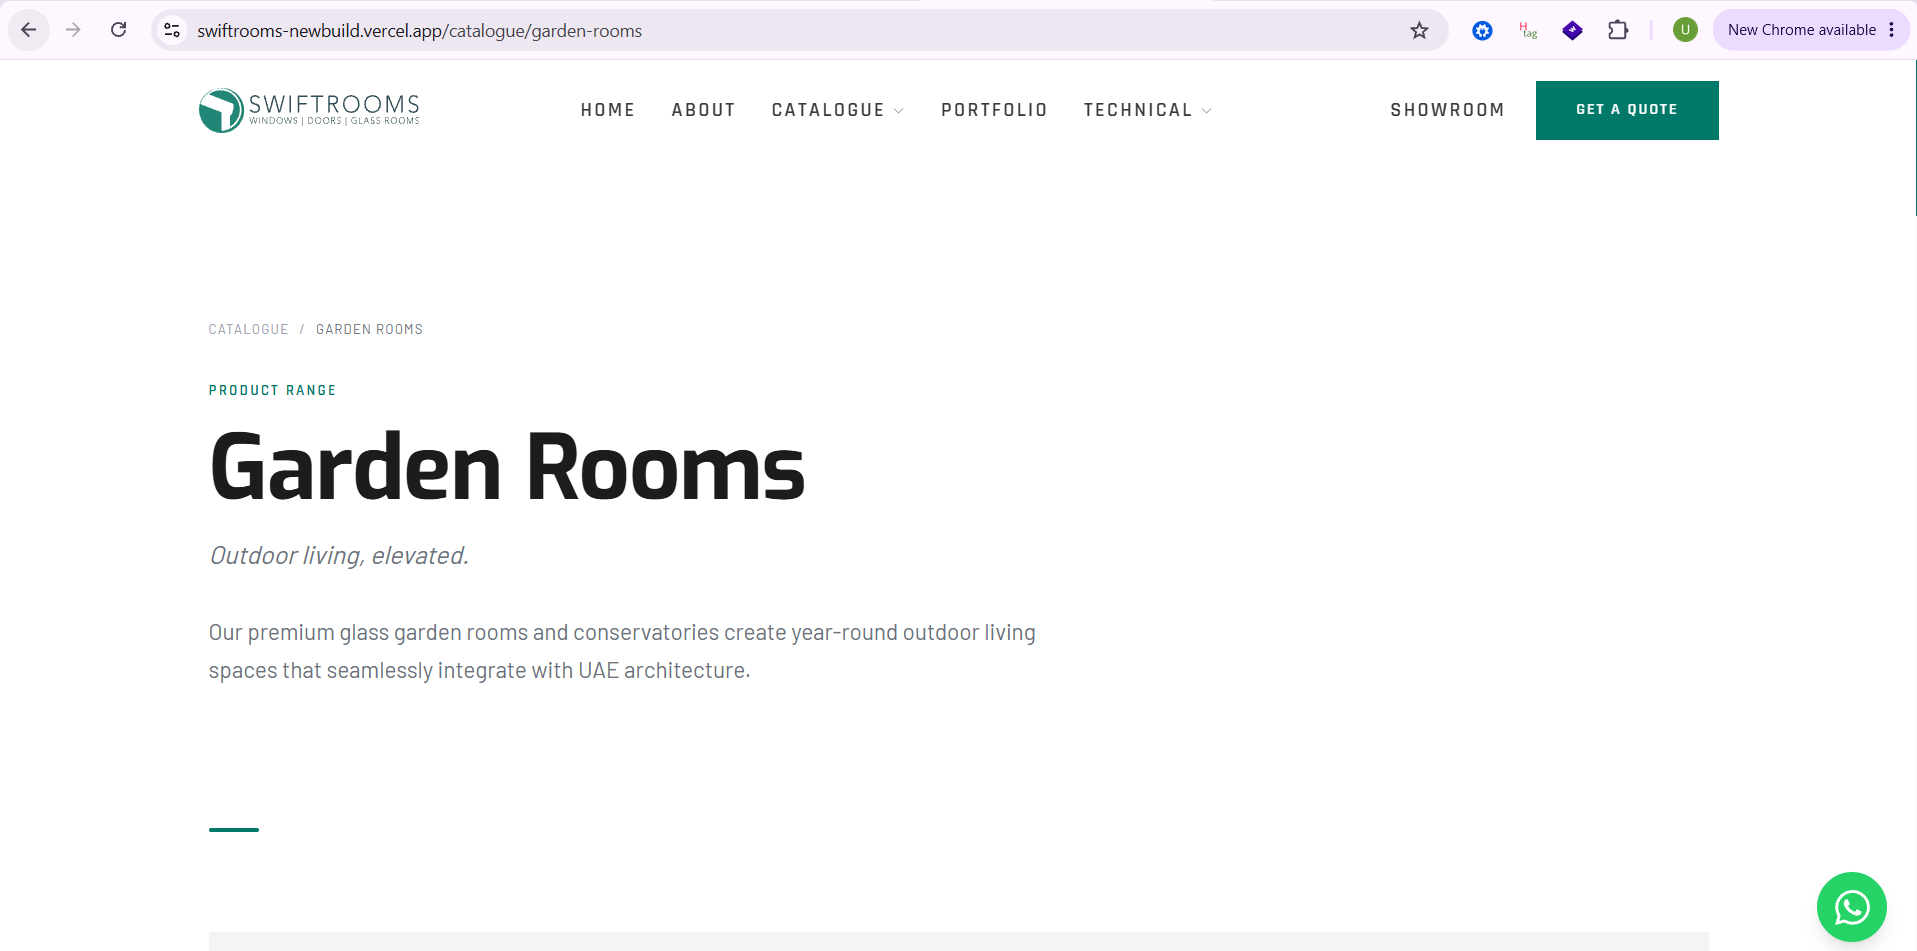 swiftrooms-newbuild.vercel.app/catalogue/garden-rooms
H
tag
U
New Chrome available
SWIFTROOMS
WINDOWS | DOORS | GLASS ROOMS
HOME
ABOUT
CATALOGUE
PORTFOLIO
TECHNICAL
SHOWROOM
GET A QUOTE
CATALOGUE / GARDEN ROOMS
PRODUCT RANGE
Garden Rooms
Outdoor living, elevated.
Our premium glass garden rooms and conservatories create year-round outdoor living
spaces that seamlessly integrate with UAE architecture.